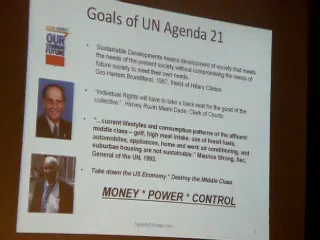 Goals of UN Agenda 21
OUR
COMMON
FUTURE
• Sustainable Developments means development of society that meets
the needs of the present society without compromising the needs of
future society to meet their own needs.
Gro Harlem Brundtland, 1987, friend of Hillary Clinton
• "Individual Rights will have to take a back seat for the good of the
collective". Harvey Ruvin Miami Dade, Clerk of Courts.
• "...current lifestyles and consumption patterns of the affluent
middle class – golf, high meat intake, use of fossil fuels,
automobiles, appliances, home and work air conditioning, and
suburban housing are not sustainable." Maurice Strong, Sec,
General of the UN, 1992.
• Take down the US Economy * Destroy the Middle Class
MONEY * POWER * CONTROL